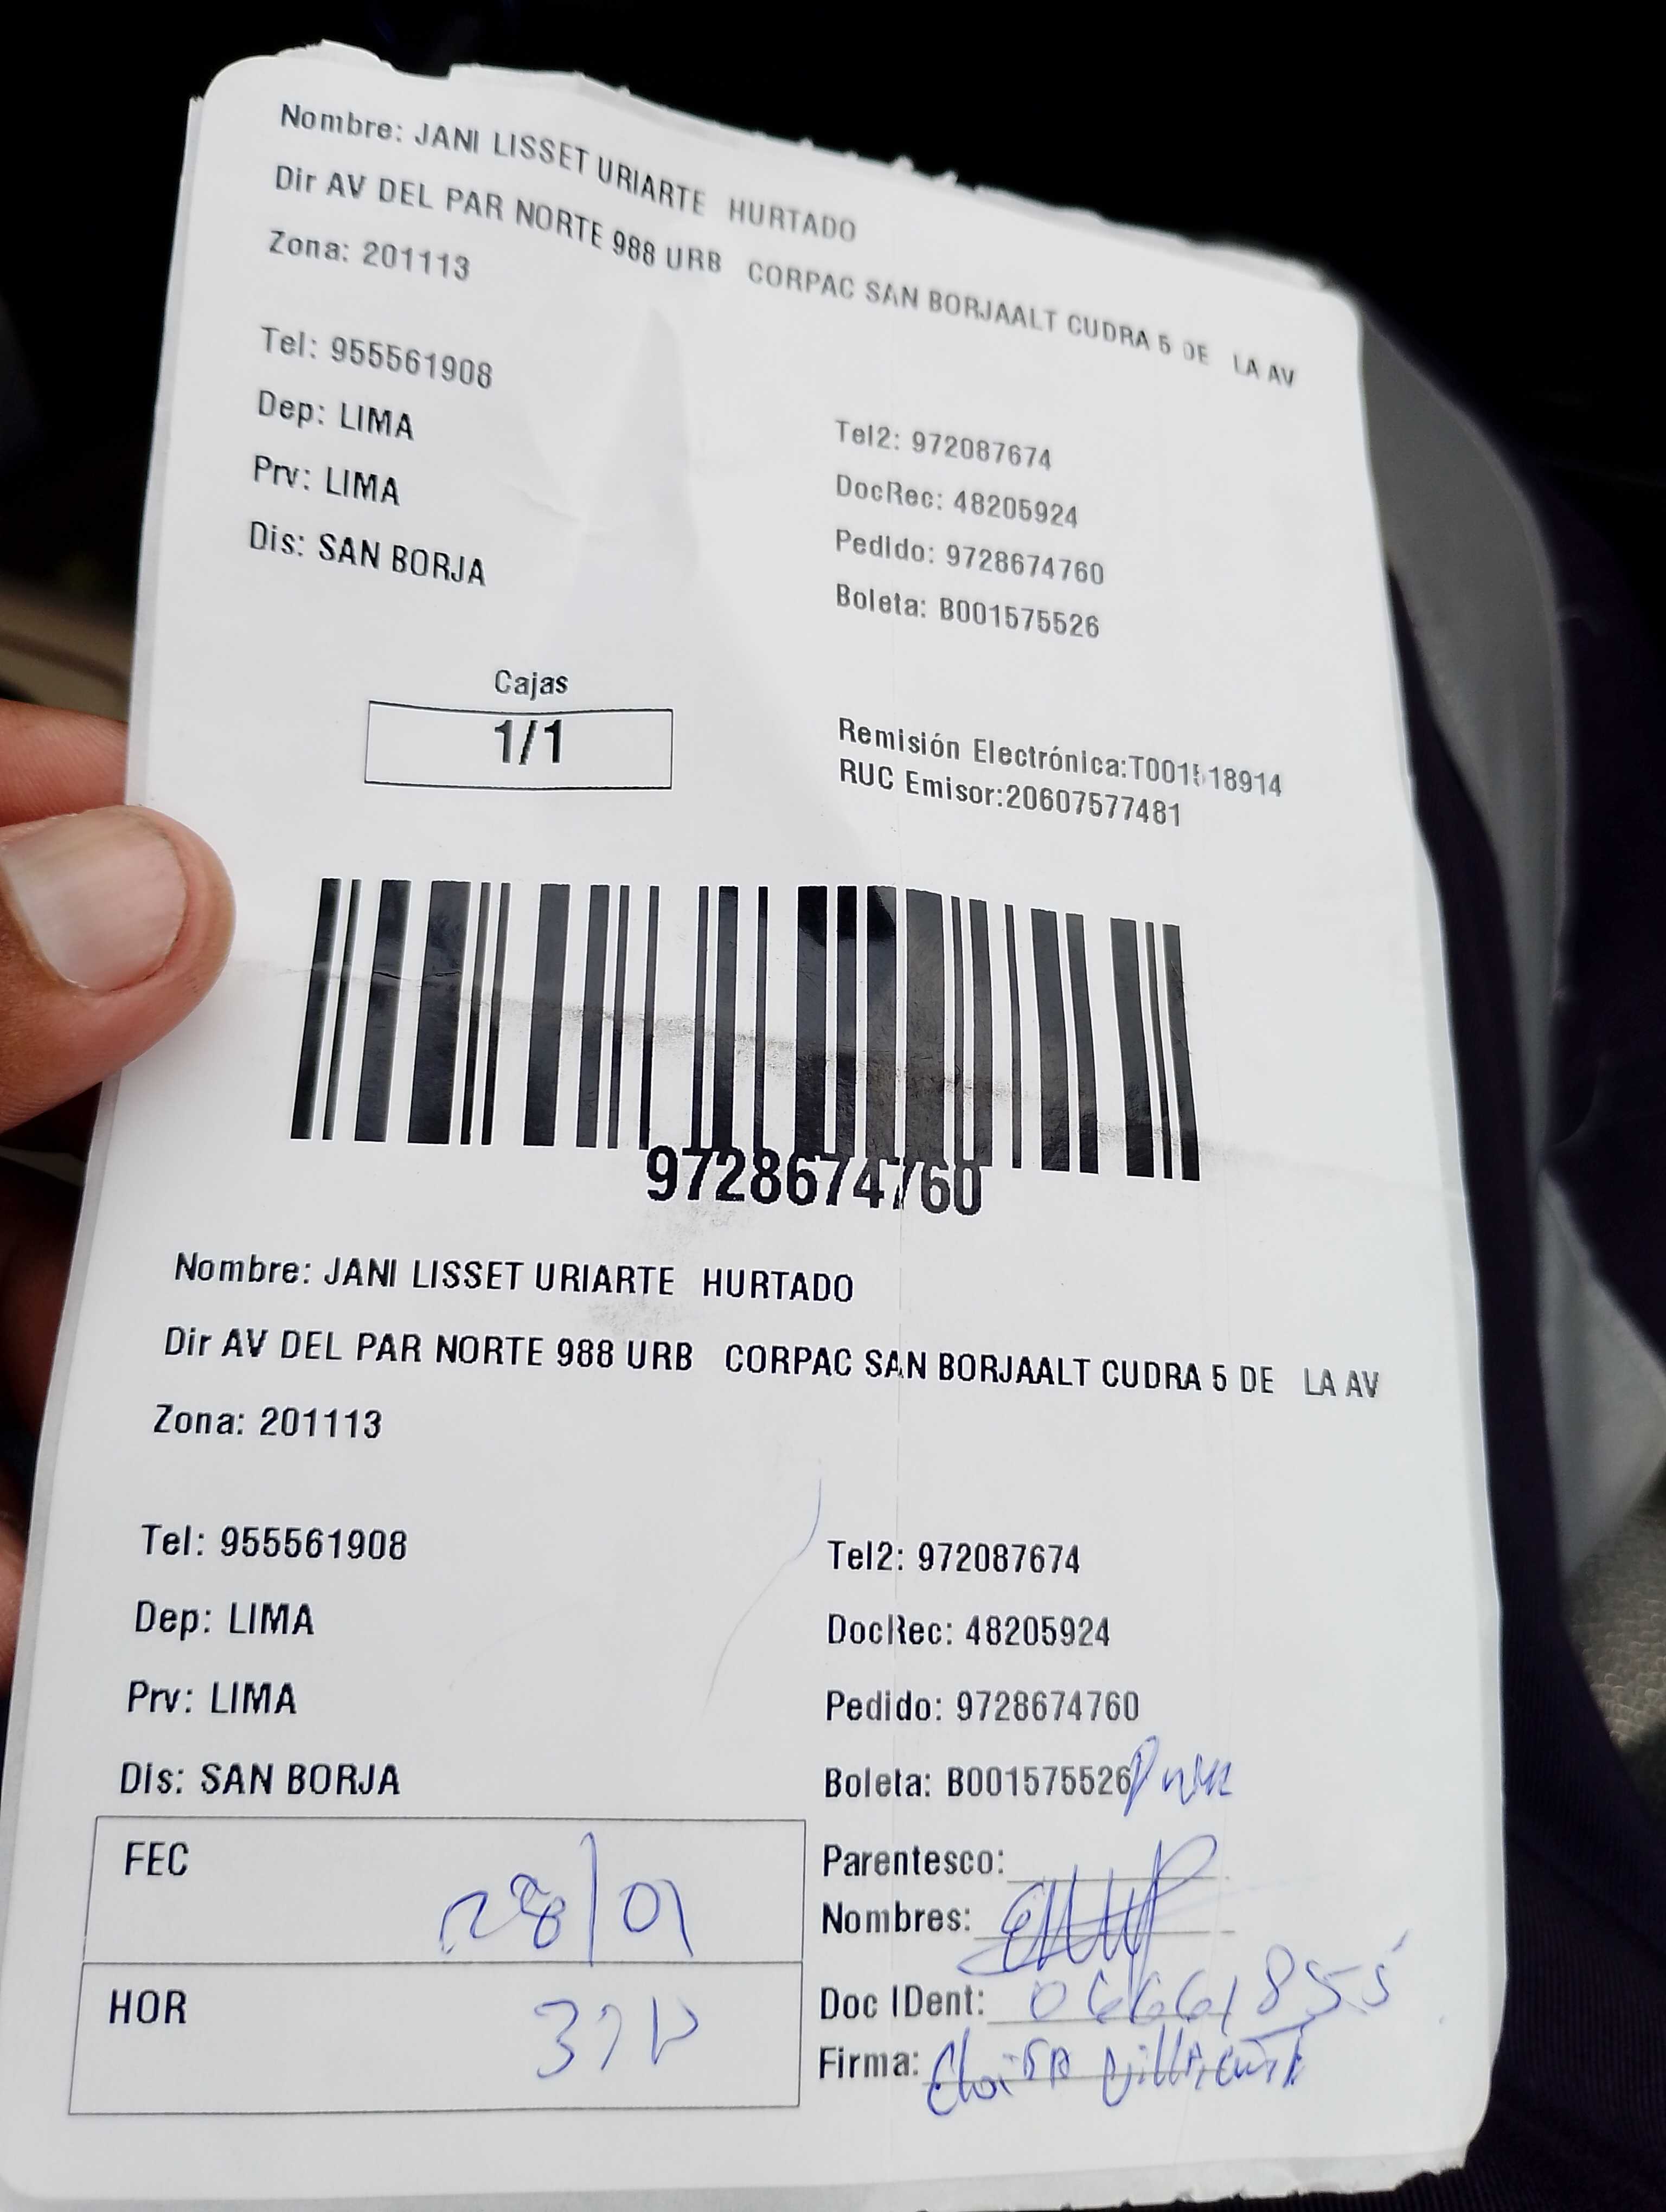 Nombre: JANI LISSET URIARTE HURTADO
Dir AV DEL PAR NORTE 988 URB CORPAC SAN BORJAALT CUDRA 5 DE LA AV
Zona: 201113
Tel: 955561908
Tel2: 972087674
Dep: LIMA
DocRec: 48205924
Prv: LIMA
Pedido: 9728674760
Dis: SAN BORJA
Boleta: B001575526
Cajas
1/1
Remisión Electrónica:
RUC Emisor:20607577481
9728674760
Nombre: JANI LISSET URIARTE HURTADO
Dir AV DEL PAR NORTE 988 URB CORPAC SAN BORJAALT CUDRA 5 DE LA AV
Zona: 201113
Tel: 955561908
Tel2: 972087674
Dep: LIMA
DocRec: 48205924
Prv: LIMA
Pedido: 9728674760
Dis: SAN BORJA
Boleta: B001575526
FEC 28/01
Parentesco:
Nombres:
HOR
Doc IDent:
Firma: